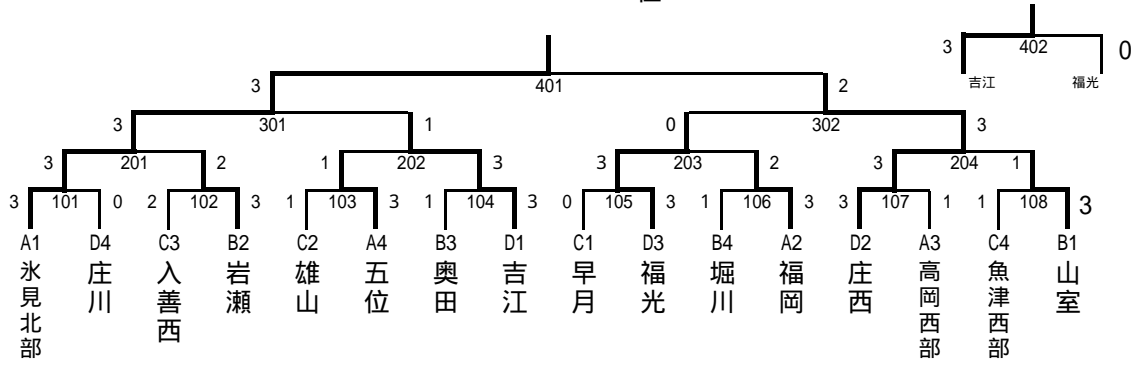 3 402 0
吉江 福光
3 401 2
3 301 1 0 302 3
3 201 2 1 202 3 3 203 2 3 204 1
3 101 0 2 102 3 1 103 3 1 104 3 0 105 3 1 106 3 3 107 1 1 108 3
A1 D4 C3 B2 C2 A4 B3 D1 C1 D3 B4 A2 D2 A3 C4 B1
氷見北部 庄川 入善西 岩瀬 雄山 五位 奥田 吉江 早月 福光 堀川 福岡 庄西 高岡西部 魚津西部 山室